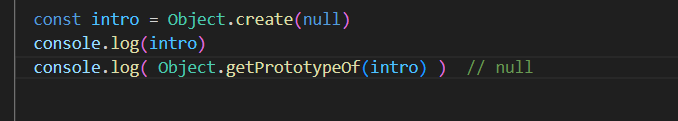 const intro = Object.create(null)
console.log(intro)
console.log( Object.getPrototypeOf(intro) )  // null